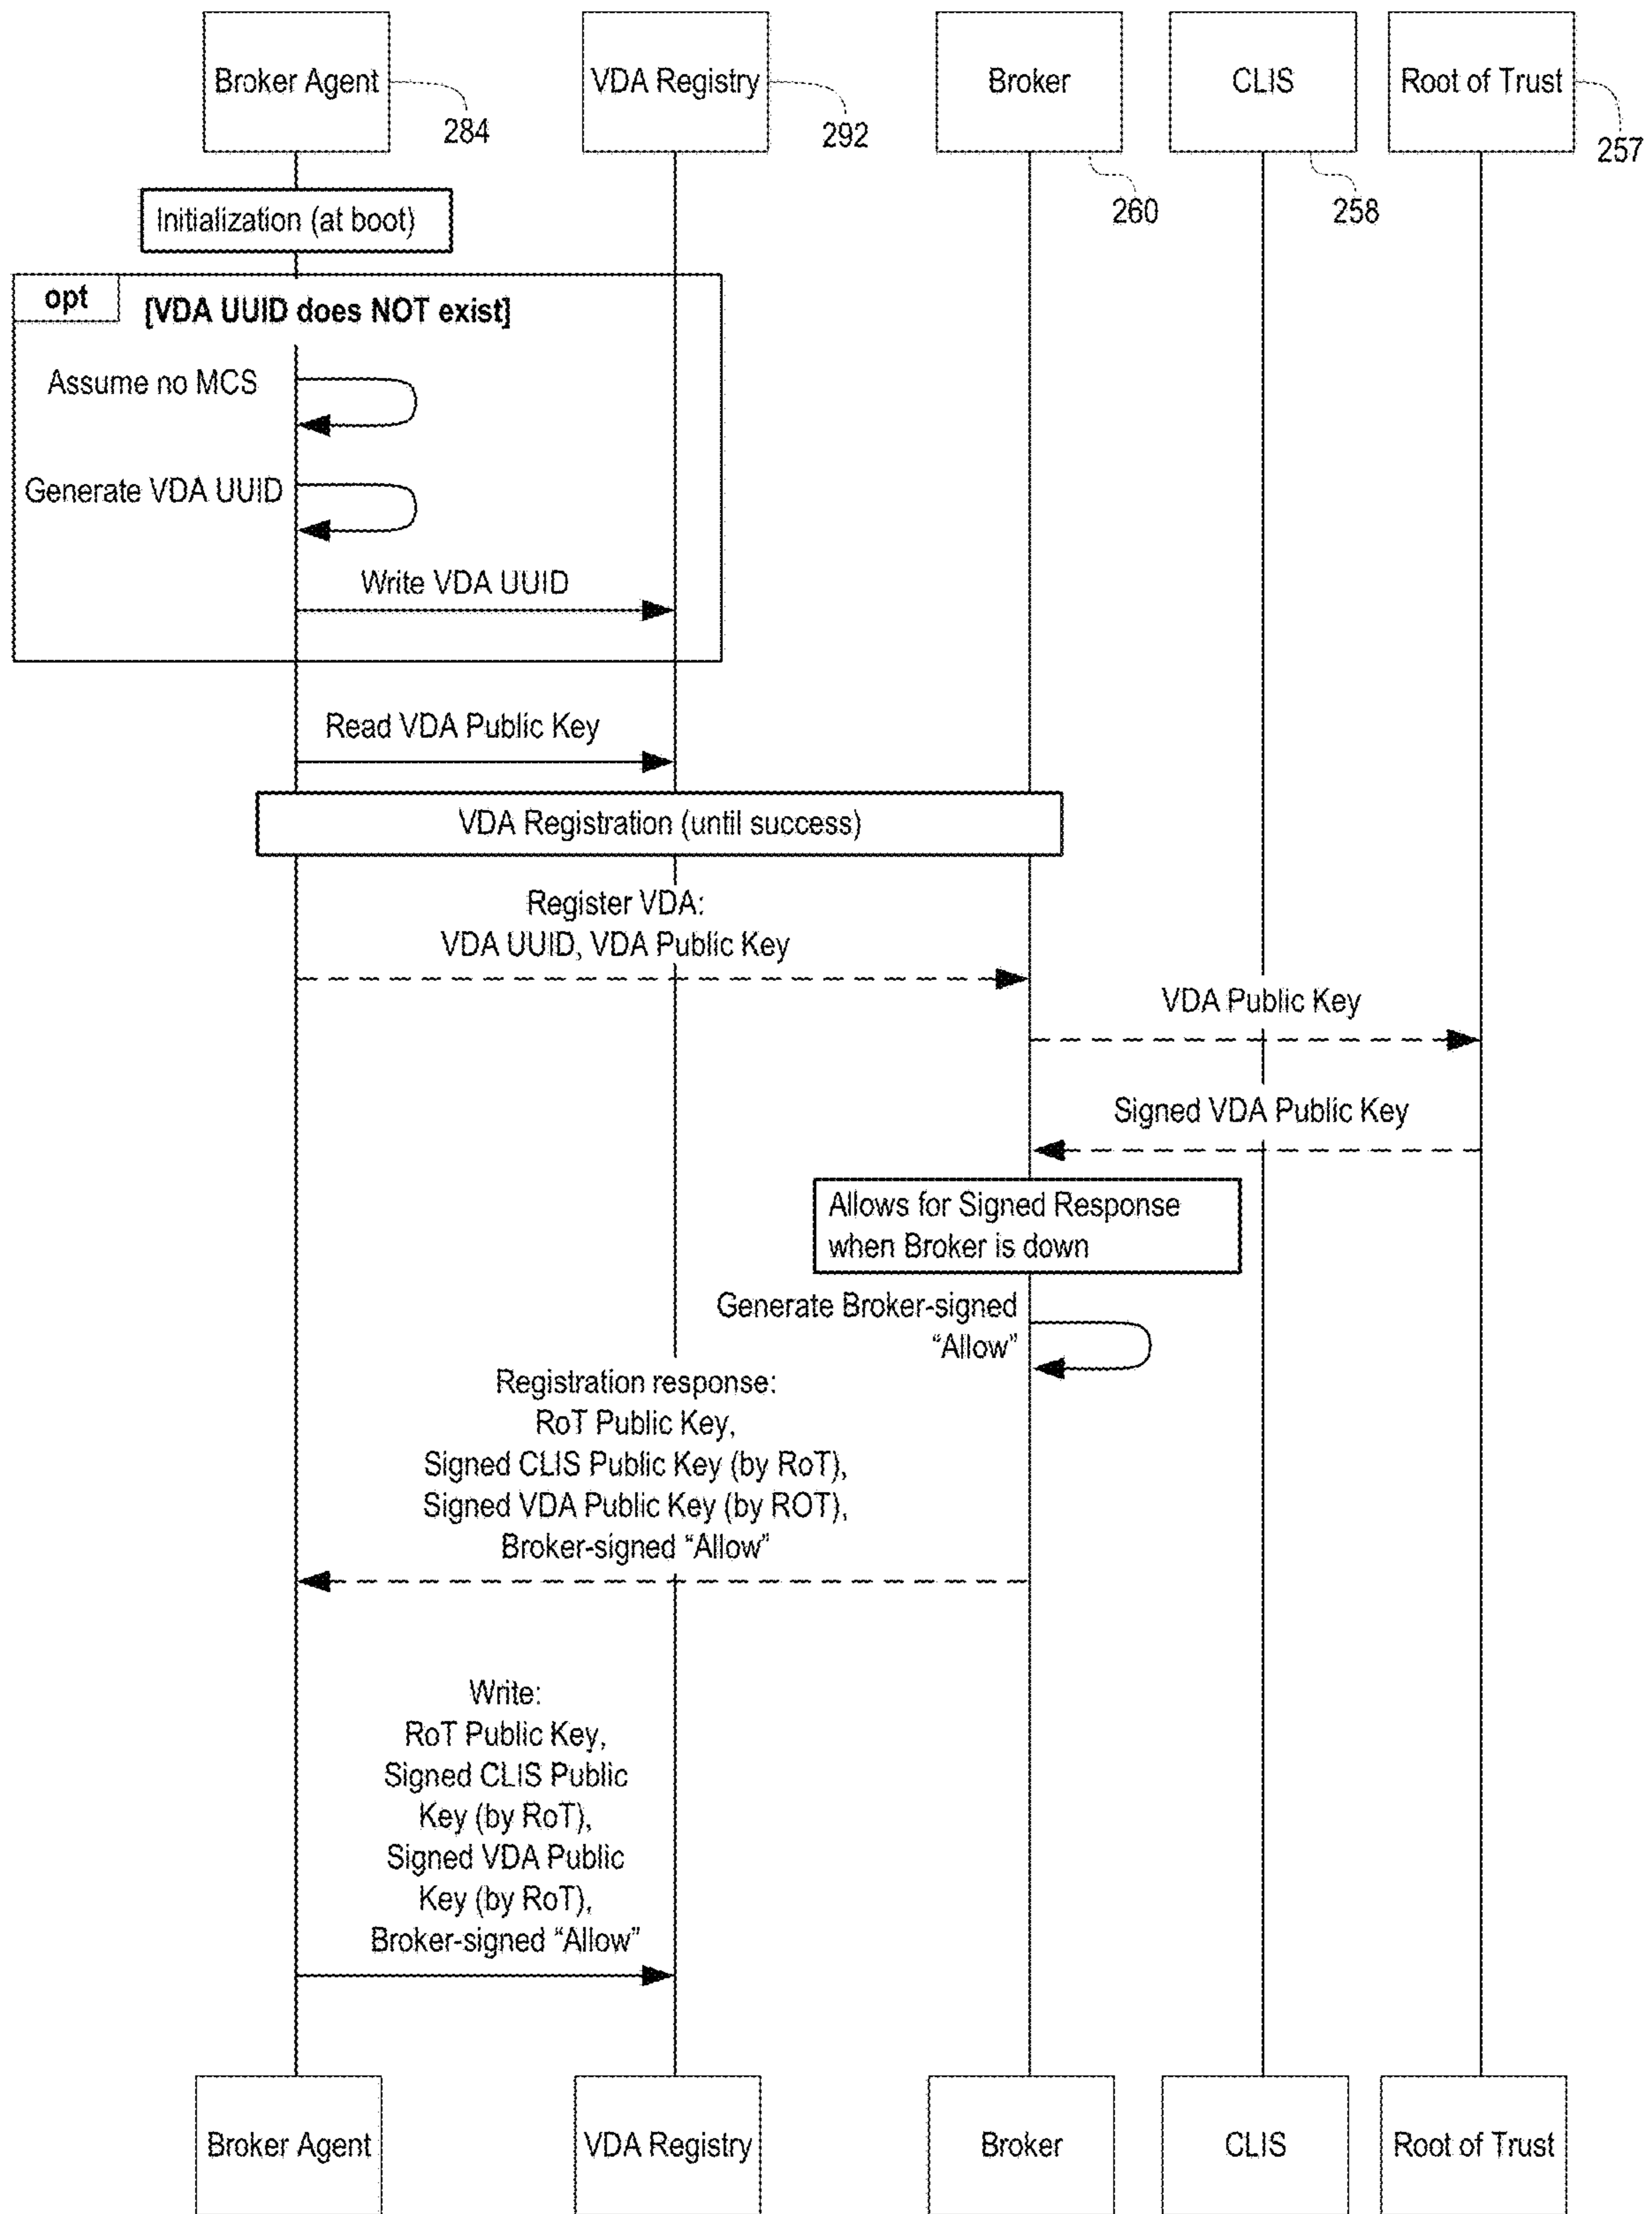 Broker Agent
VDA Registry
Broker
CLIS
Root of Trust
284
292
257
260
258
Initialization (at boot)
opt
[VDA UUID does NOT exist]
Assume no MCS
Generate VDA UUID
Write VDA UUID
Read VDA Public Key
VDA Registration (until success)
Register VDA:
VDA UUID, VDA Public Key
VDA Public Key
Signed VDA Public Key
Allows for Signed Response
when Broker is down
Generate Broker-signed
“Allow”
Registration response:
RoT Public Key,
Signed CLIS Public Key (by RoT),
Signed VDA Public Key (by ROT),
Broker-signed “Allow”
Write:
RoT Public Key,
Signed CLIS Public
Key (by RoT),
Signed VDA Public
Key (by RoT),
Broker-signed “Allow”
Broker Agent
VDA Registry
Broker
CLIS
Root of Trust